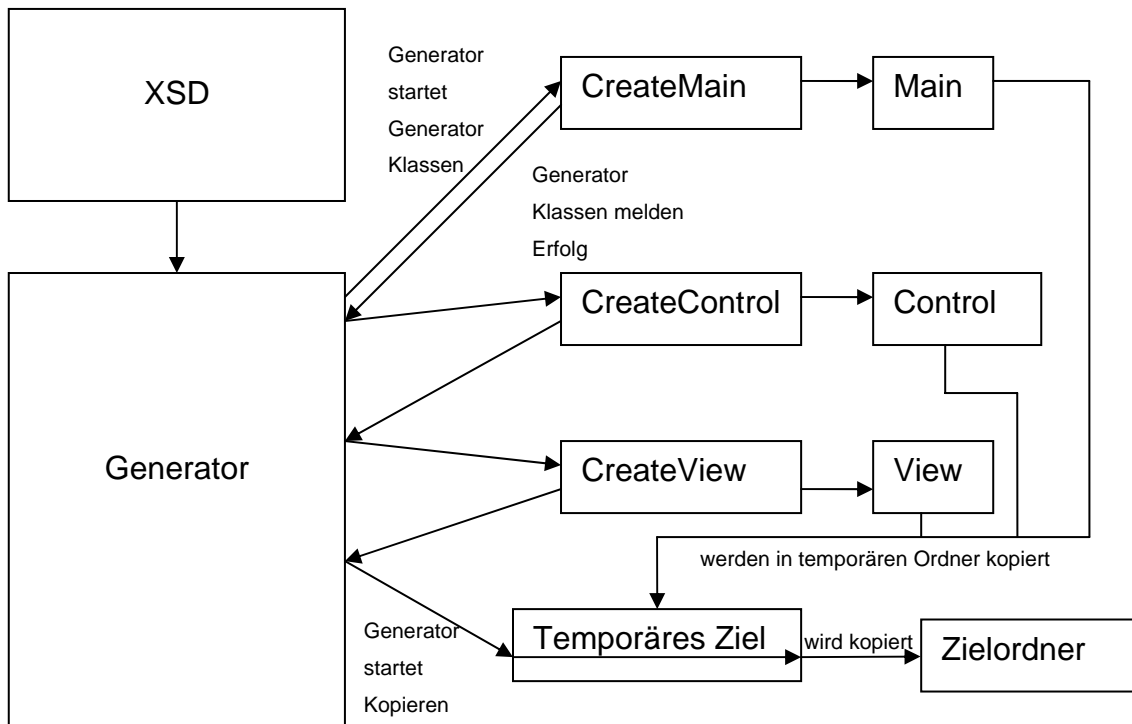 XSD
Generator
startet
Generator
Klassen
CreateMain
Main
Generator
Klassen melden
Erfolg
CreateControl
Control
Generator
CreateView
View
werden in temporären Ordner kopiert
Generator
startet
Kopieren
Temporäres Ziel
wird kopiert
Zielordner